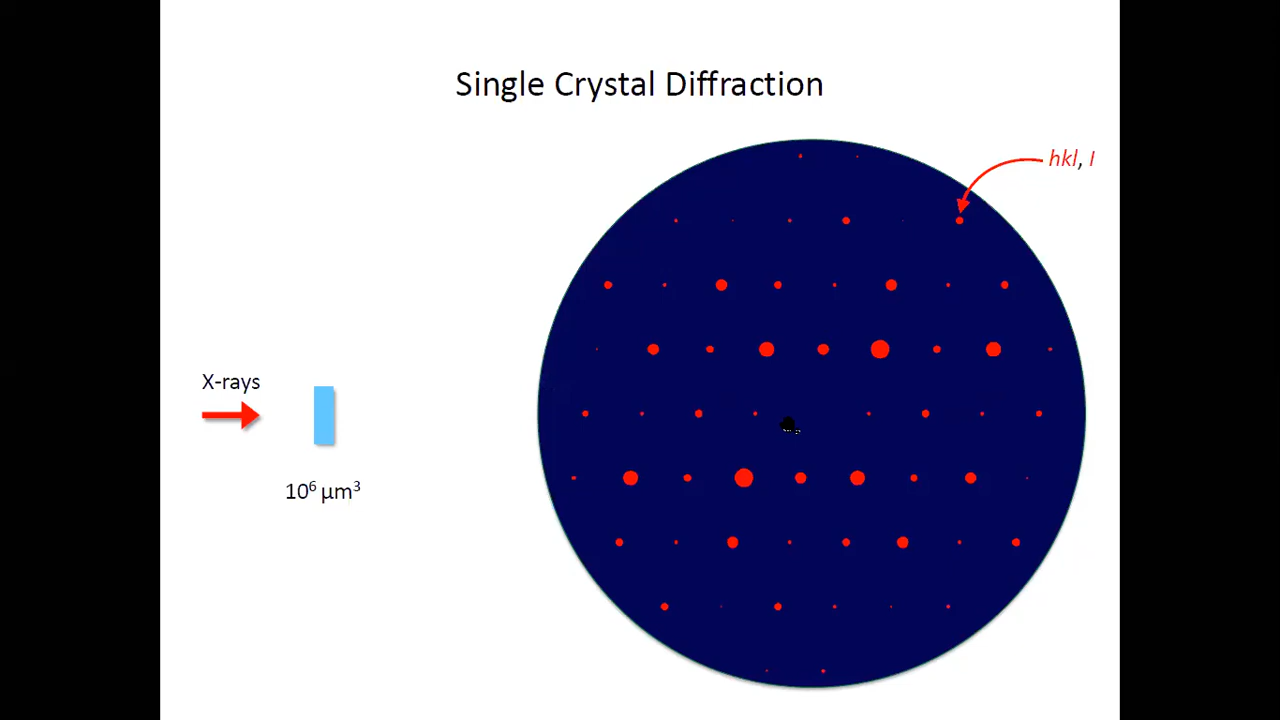 Single Crystal Diffraction
hkl, I
X-rays
10⁶ µm³